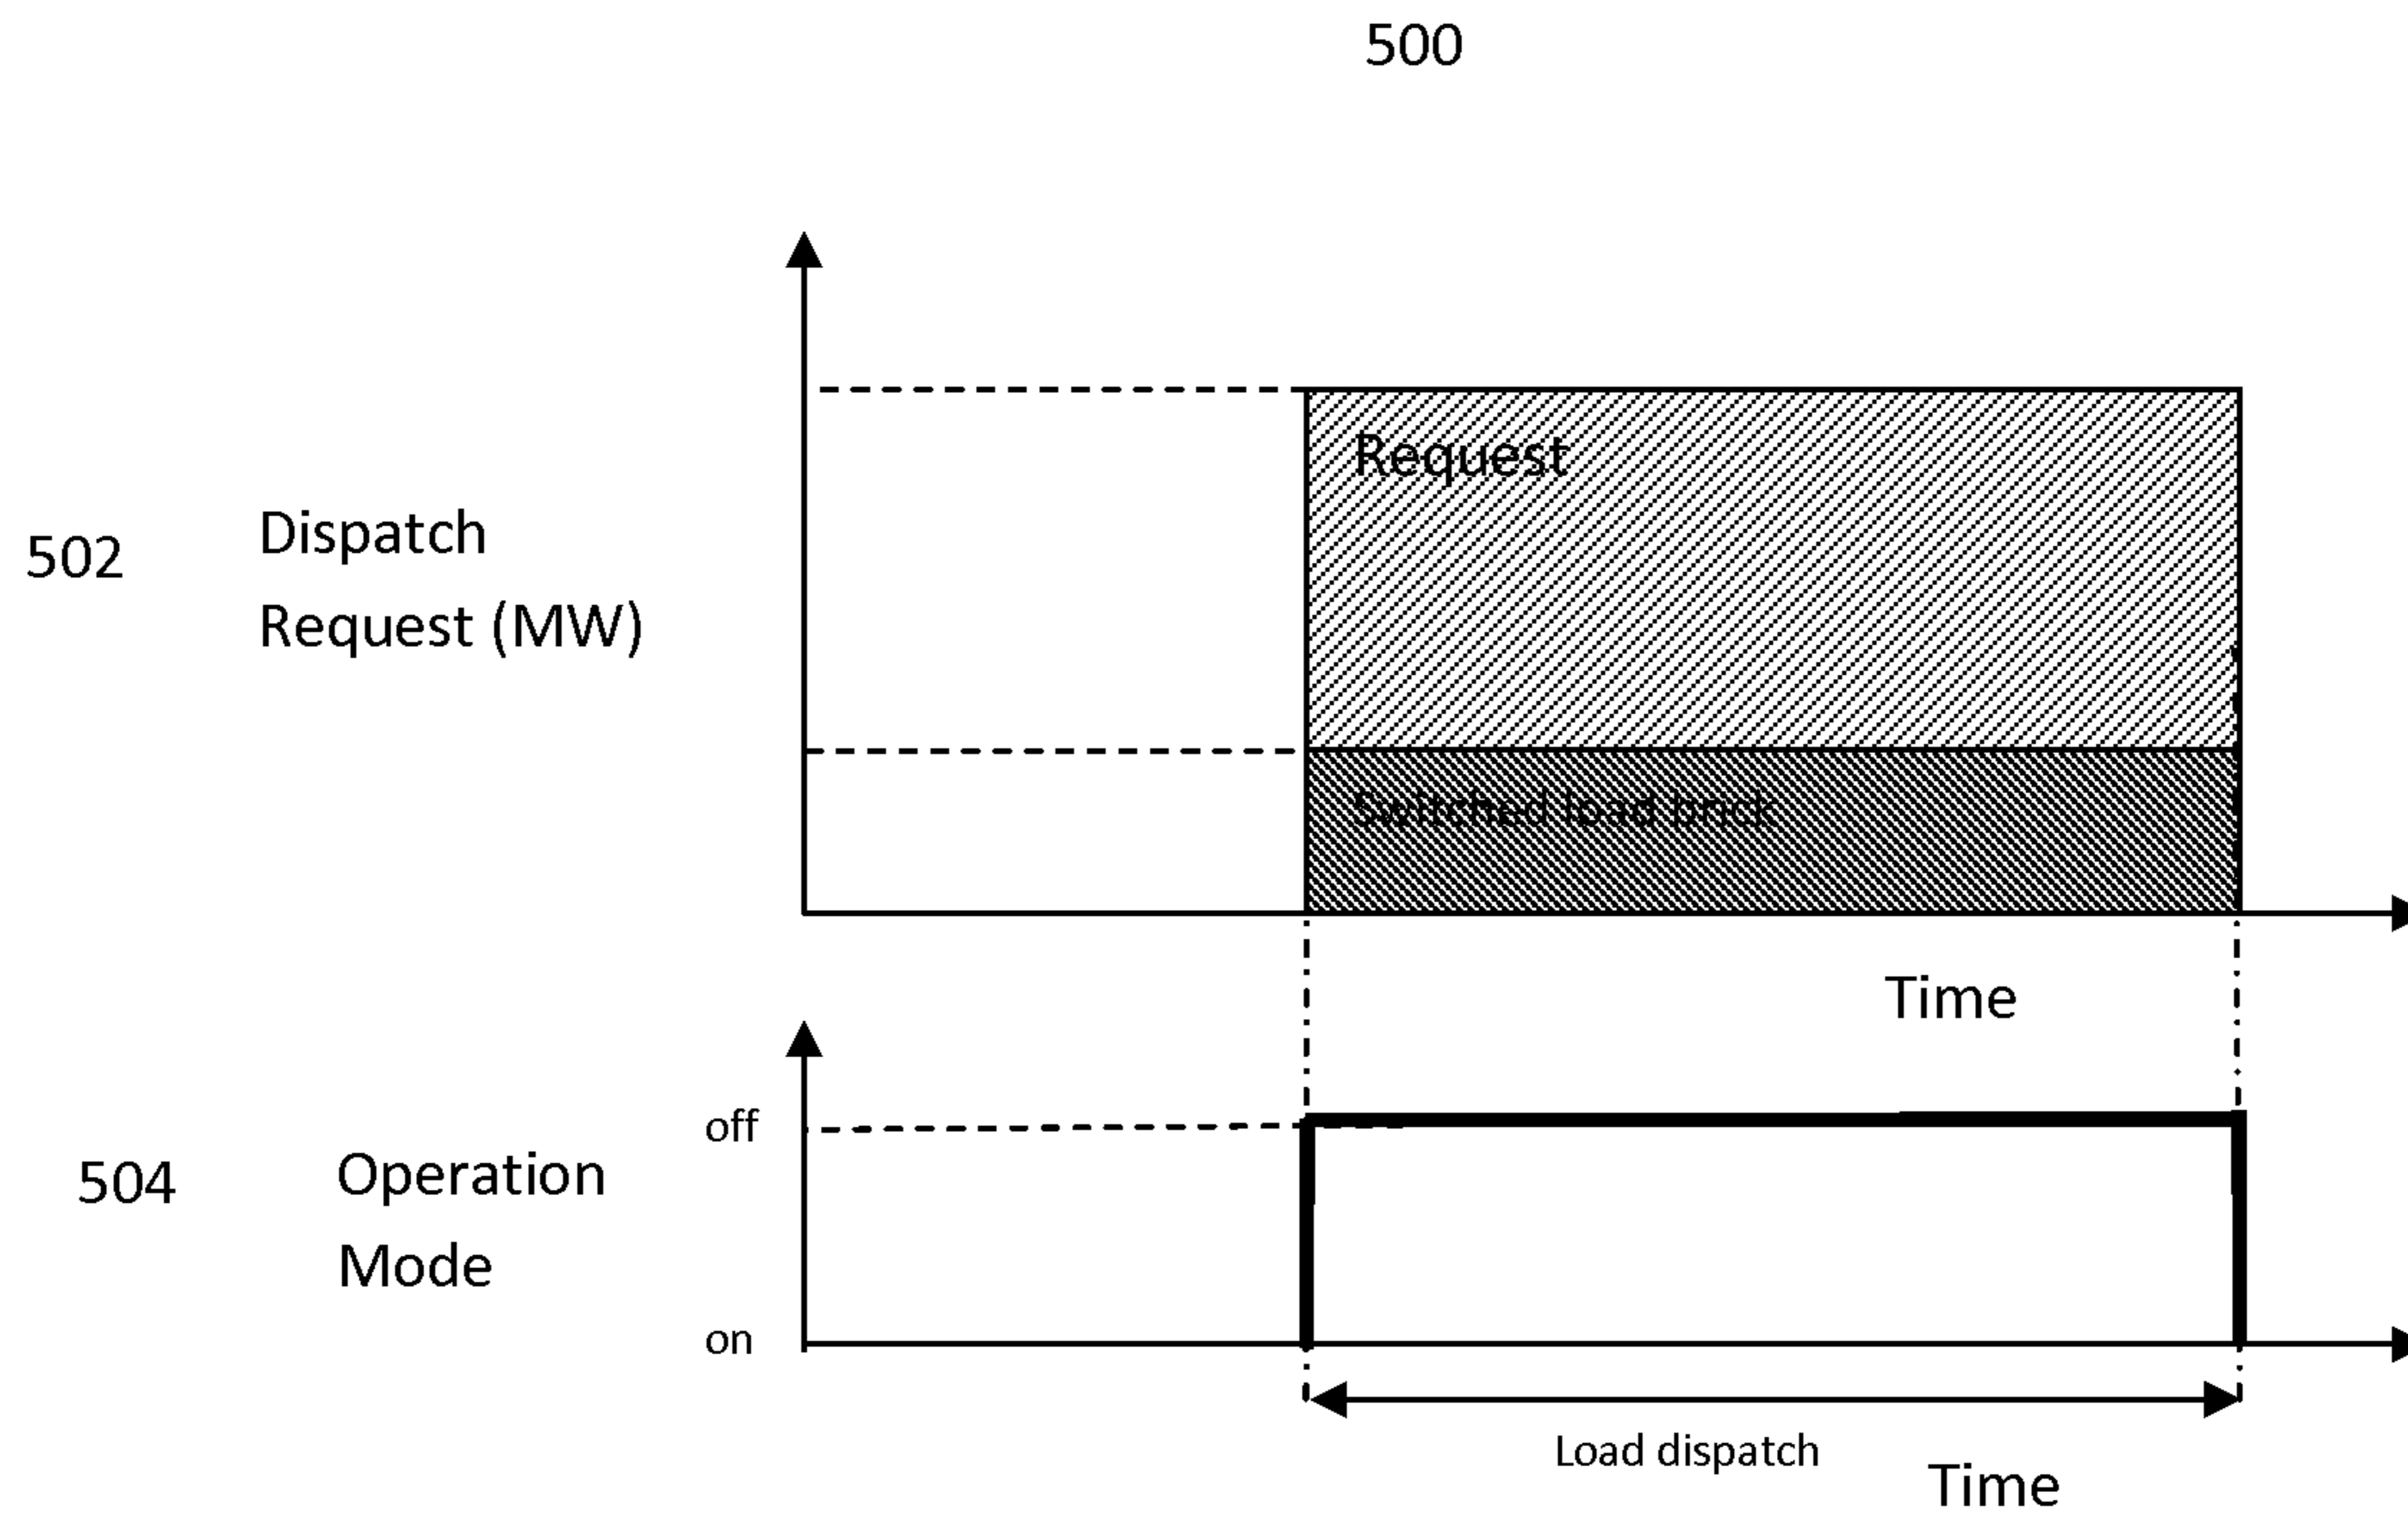 500
Request
502
Dispatch
Request (MW)
Switched load brick
Time
off
504
Operation
Mode
on
Load dispatch
Time